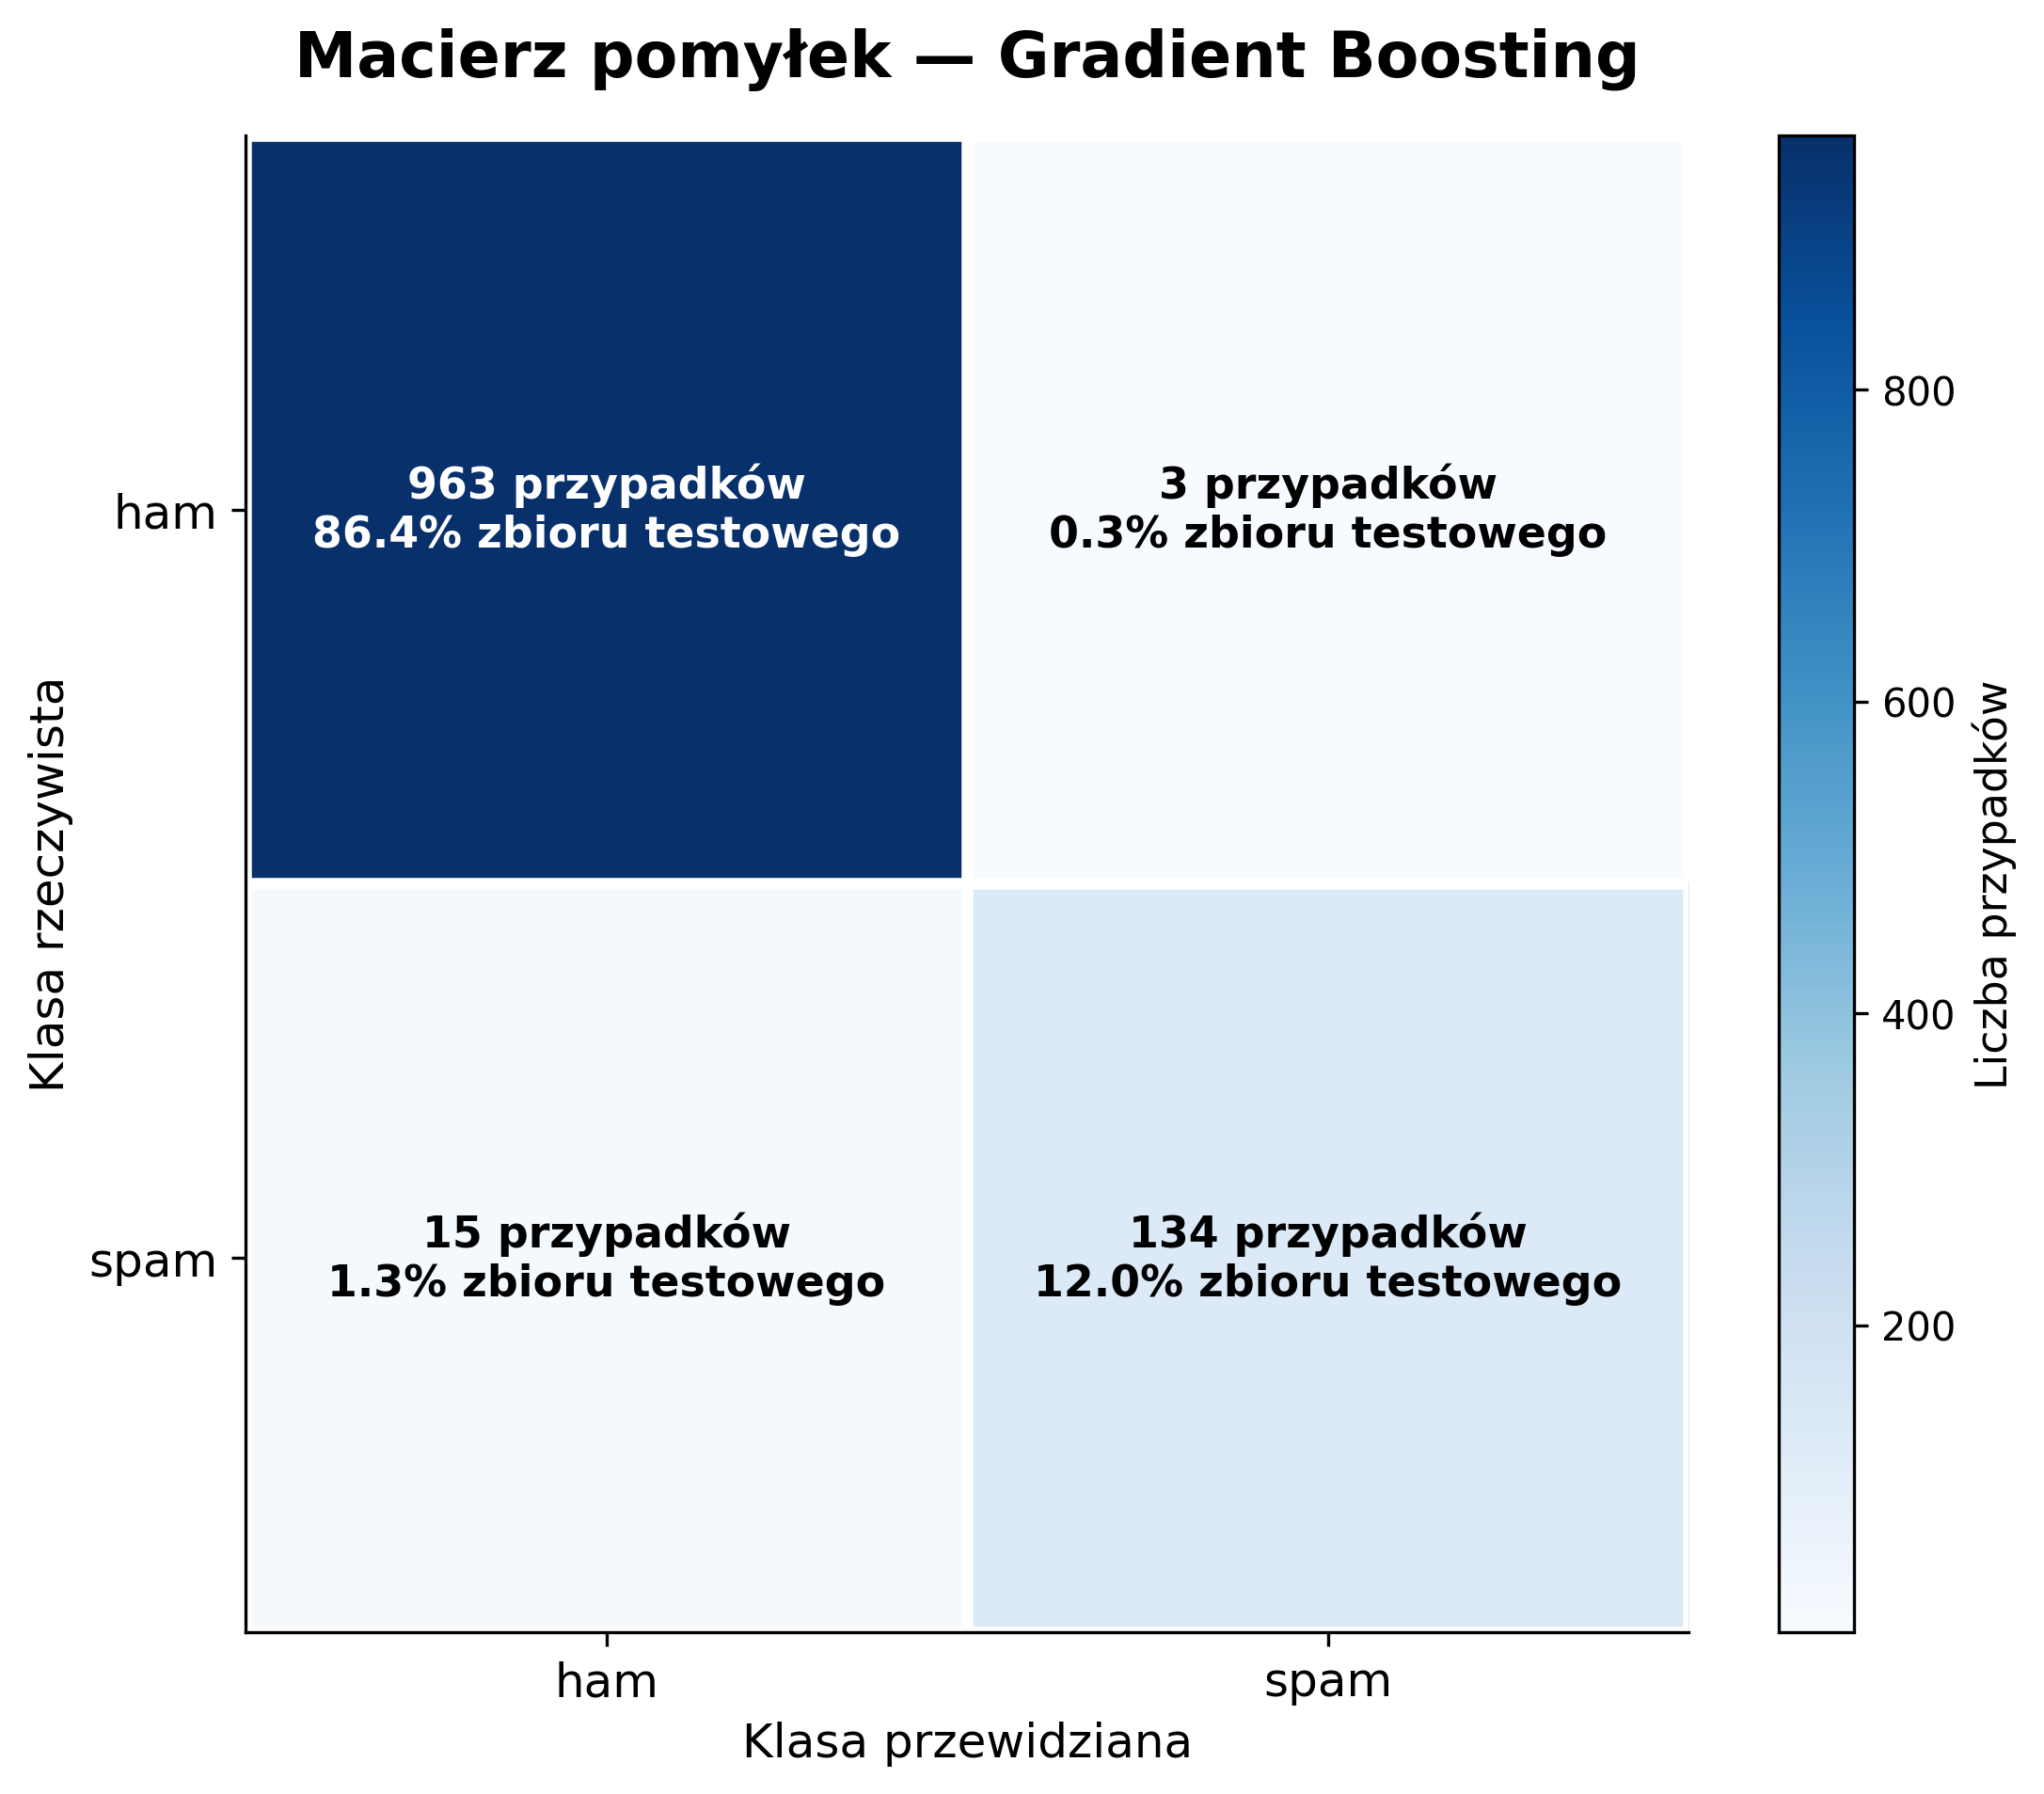 Macierz pomyłek — Gradient Boosting
963 przypadków
86.4% zbioru testowego
3 przypadków
0.3% zbioru testowego
ham
15 przypadków
1.3% zbioru testowego
134 przypadków
12.0% zbioru testowego
spam
Klasa rzeczywista
ham
spam
Klasa przewidziana
800
600
400
200
Liczba przypadków